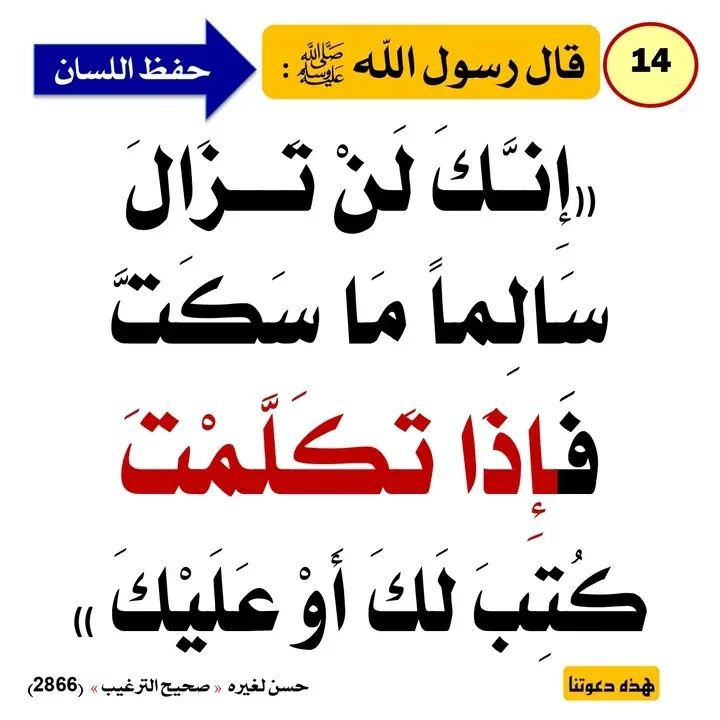 14
قال رسول الله ﷺ :
حفظ اللسان
((إِنَّكَ لَنْ تَـزَالَ
سَالِماً مَا سَكَتَّ
فَإِذَا تَكَلَّمْتَ
كُتِبَ لَكَ أَوْ عَلَيْكَ ))
هذه دعوتنا
حسن لغيره « صحيح الترغيب » (2866)